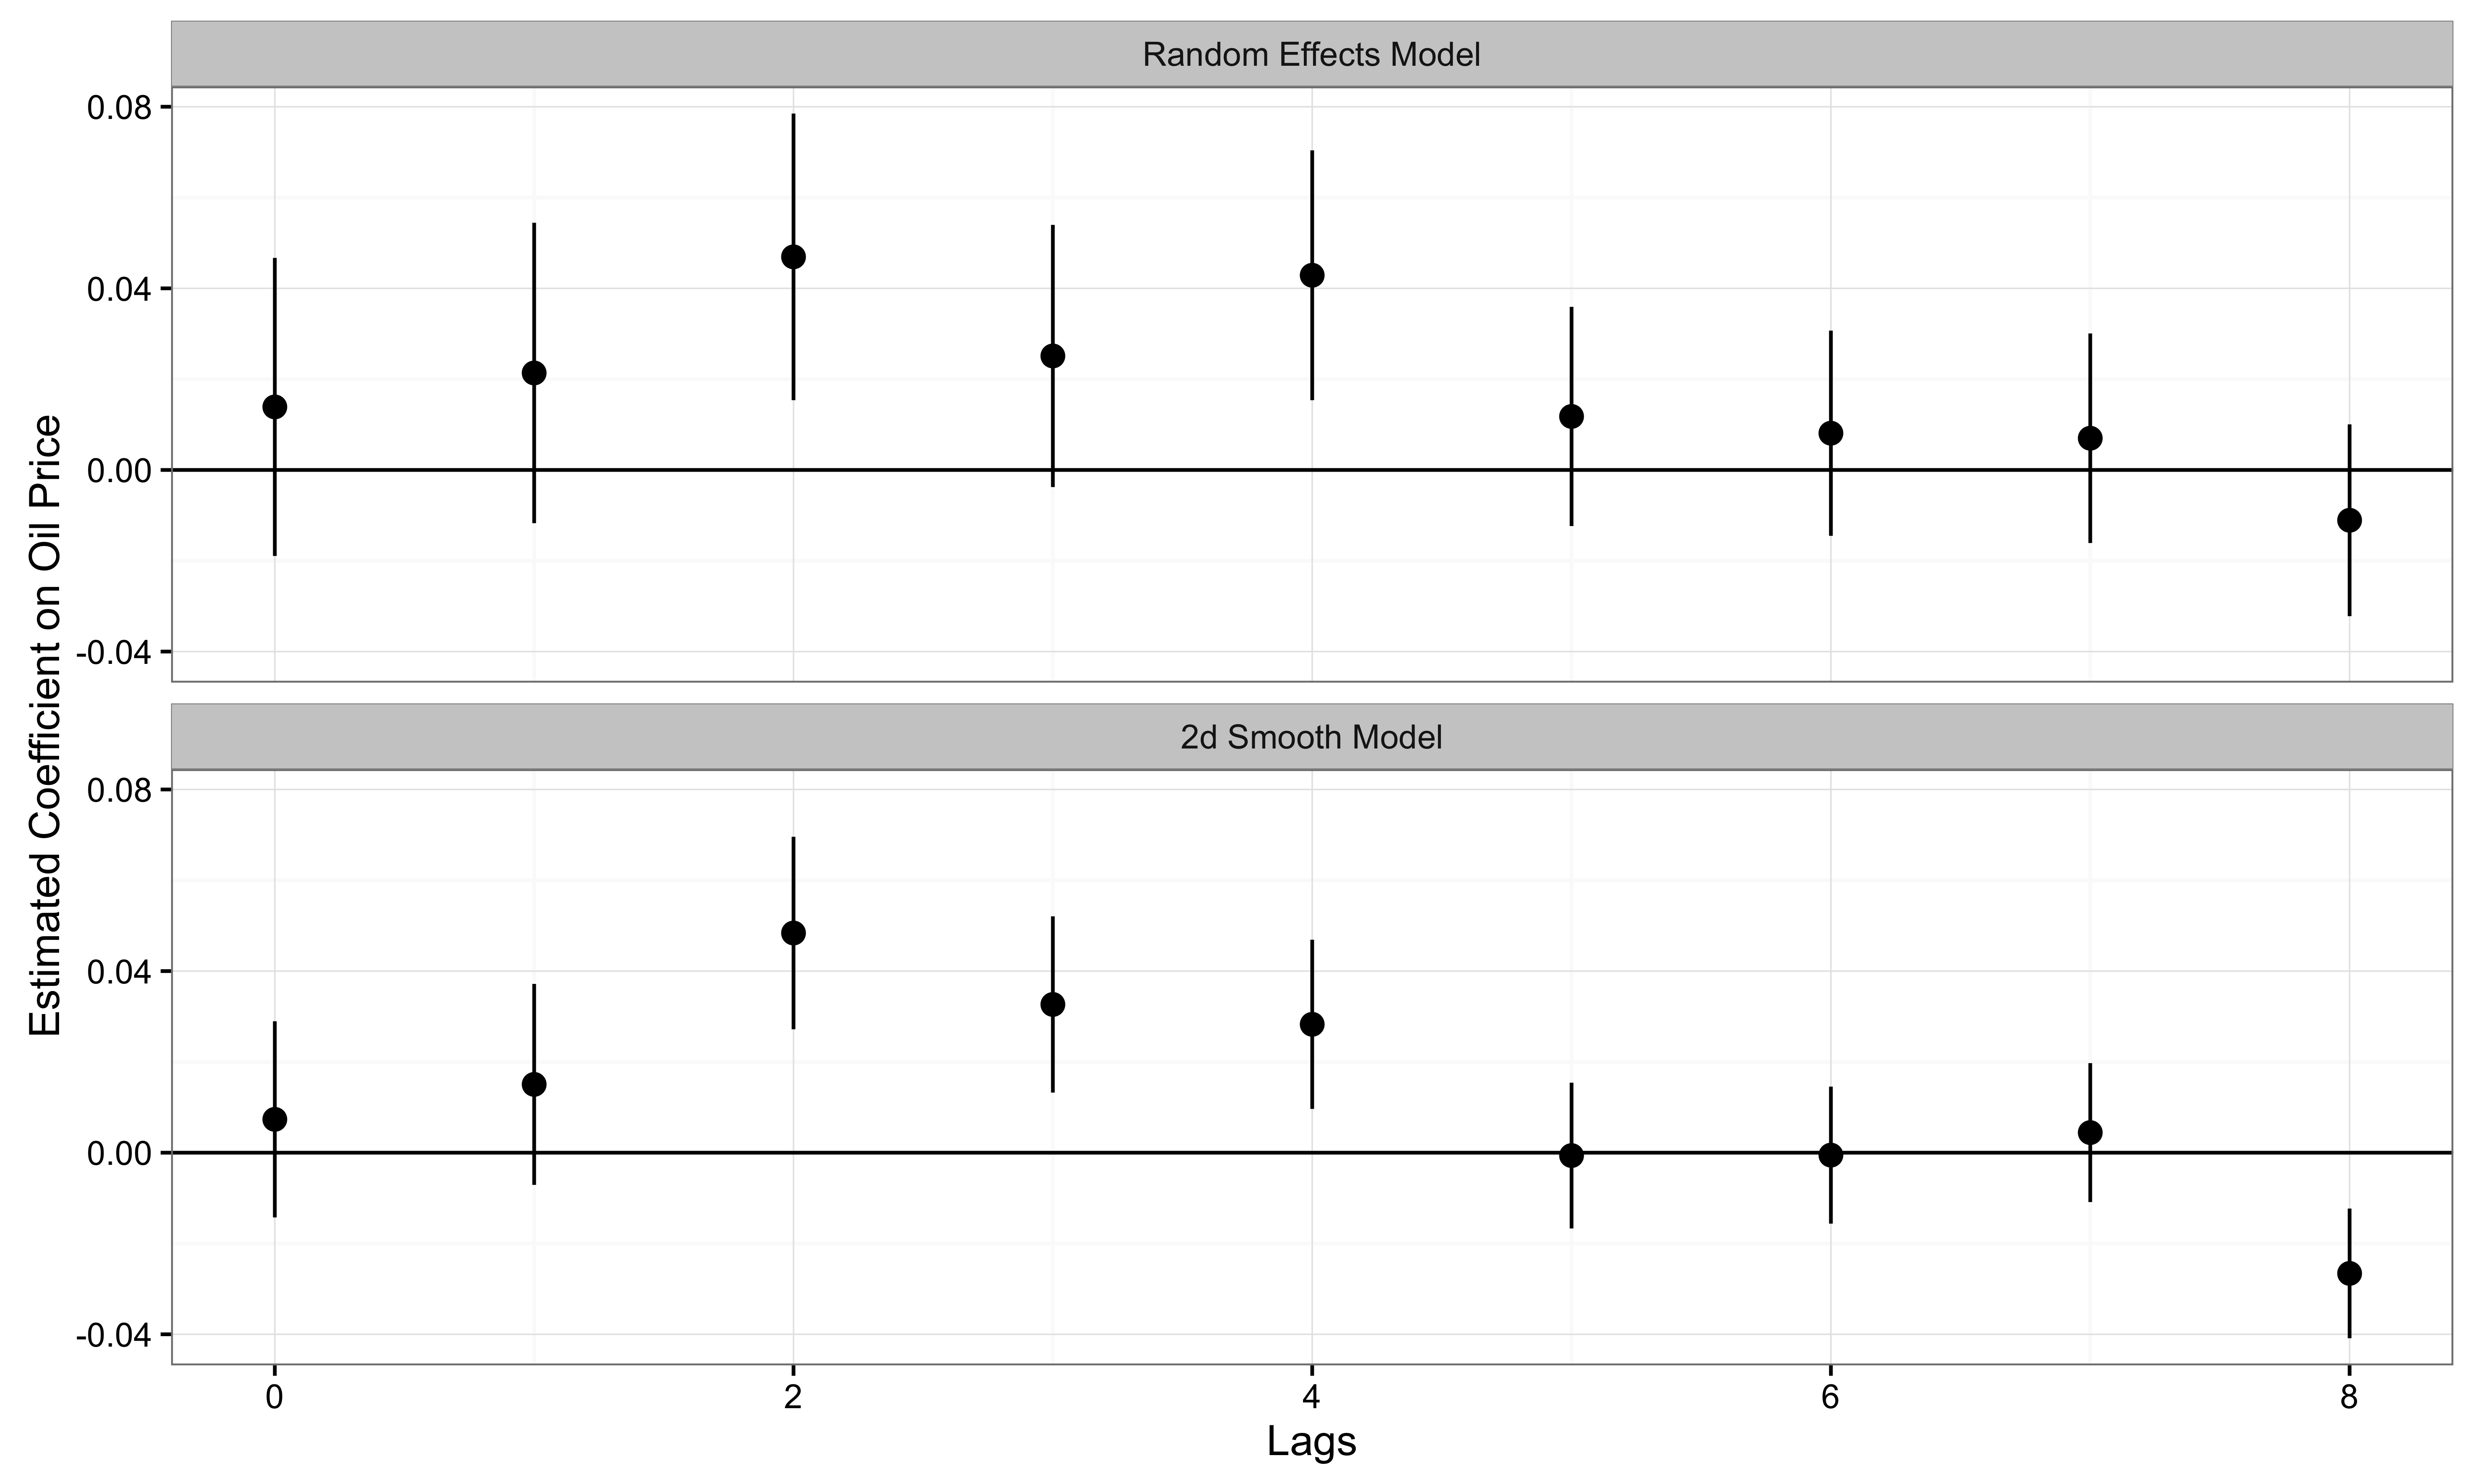 Random Effects Model
0.08
0.04
0.00
-0.04
2d Smooth Model
0.08
0.04
0.00
-0.04
0 2 4 6 8
Lags
Estimated Coefficient on Oil Price